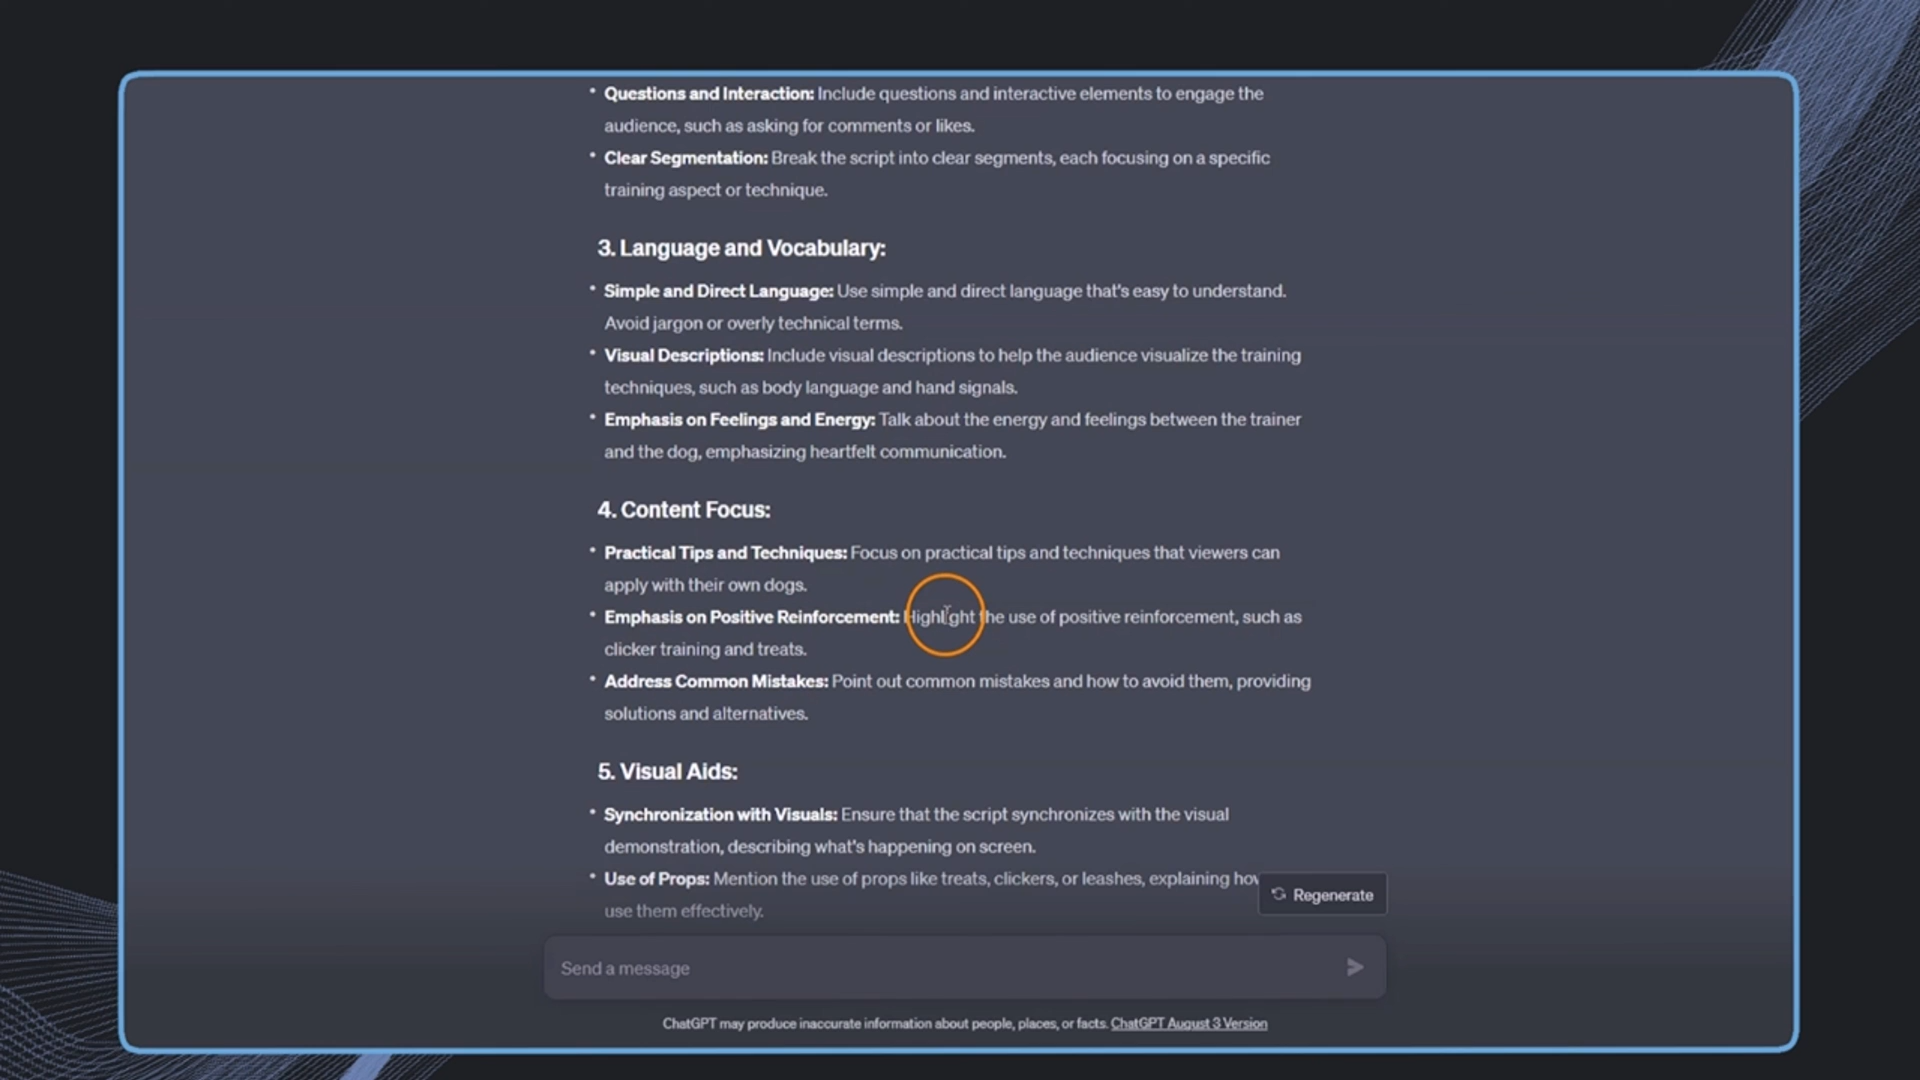 • Questions and Interaction: Include questions and interactive elements to engage the
audience, such as asking for comments or likes.
• Clear Segmentation: Break the script into clear segments, each focusing on a specific
training aspect or technique.
3. Language and Vocabulary:
• Simple and Direct Language: Use simple and direct language that's easy to understand.
Avoid jargon or overly technical terms.
• Visual Descriptions: Include visual descriptions to help the audience visualize the training
techniques, such as body language and hand signals.
• Emphasis on Feelings and Energy: Talk about the energy and feelings between the trainer
and the dog, emphasizing heartfelt communication.
4. Content Focus:
• Practical Tips and Techniques: Focus on practical tips and techniques that viewers can
apply with their own dogs.
• Emphasis on Positive Reinforcement: Highlight the use of positive reinforcement, such as
clicker training and treats.
• Address Common Mistakes: Point out common mistakes and how to avoid them, providing
solutions and alternatives.
5. Visual Aids:
• Synchronization with Visuals: Ensure that the script synchronizes with the visual
demonstration, describing what's happening on screen.
• Use of Props: Mention the use of props like treats, clickers, or leashes, explaining
use them effectively.
Regenerate
Send a message
ChatGPT may produce inaccurate information about people, places, or facts. ChatGPT August 3 Version